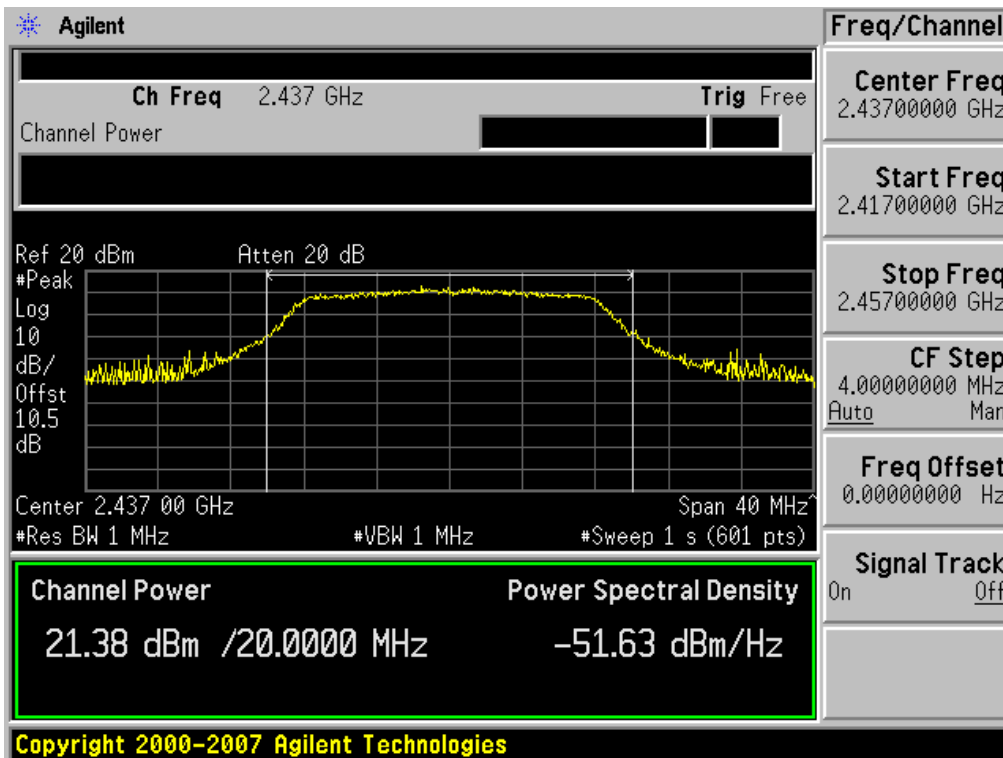 Agilent
Freq/Channel
Ch Freq 2.437 GHz Trig Free
Channel Power
Center Freq
2.43700000 GHz
Start Freq
2.41700000 GHz
Stop Freq
2.45700000 GHz
CF Step
4.00000000 MHz
Auto Man
Freq Offset
0.00000000 Hz
Signal Track
On Off
Ref 20 dBm Atten 20 dB
#Peak
Log
10
dB/
Offst
10.5
dB
Center 2.437 00 GHz Span 40 MHz^
#Res BW 1 MHz #VBW 1 MHz #Sweep 1 s (601 pts)
Channel Power Power Spectral Density
21.38 dBm /20.0000 MHz -51.63 dBm/Hz
Copyright 2000-2007 Agilent Technologies